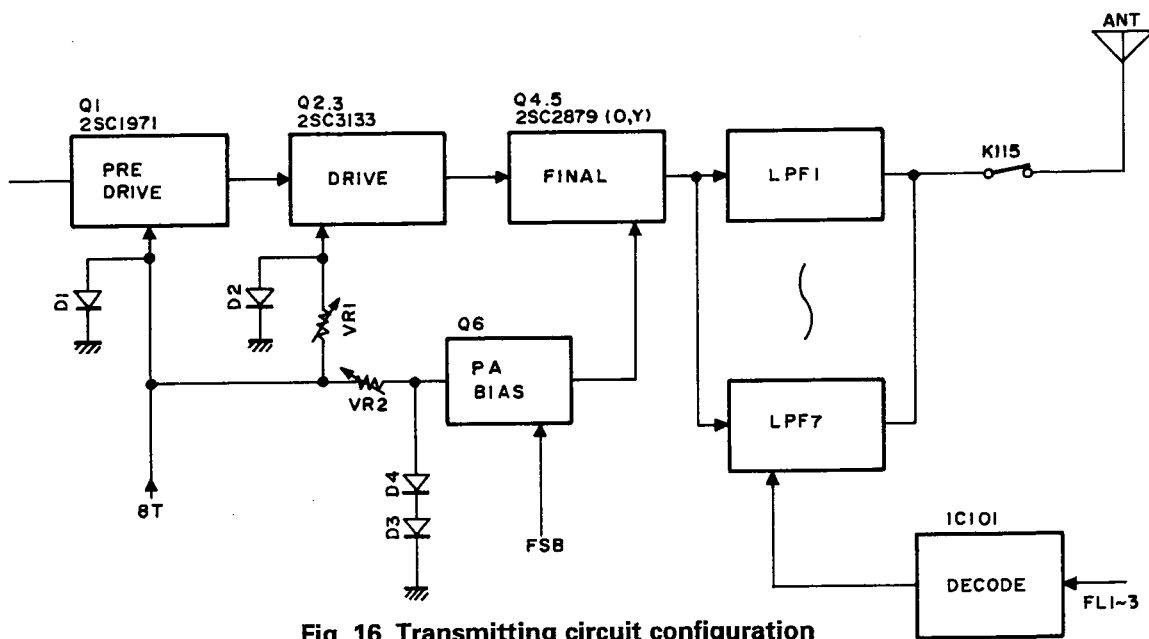 ANT
Q1
2SC1971
PRE
DRIVE
Q2.3
2SC3133
DRIVE
Q4.5
2SC2879 (O,Y)
FINAL
LPF1
K115
D1
D2
VR1
VR2
Q6
PA
BIAS
LPF7
8T
D4
D3
FSB
IC101
DECODE
FL1~3
Fig. 16 Transmitting circuit configuration